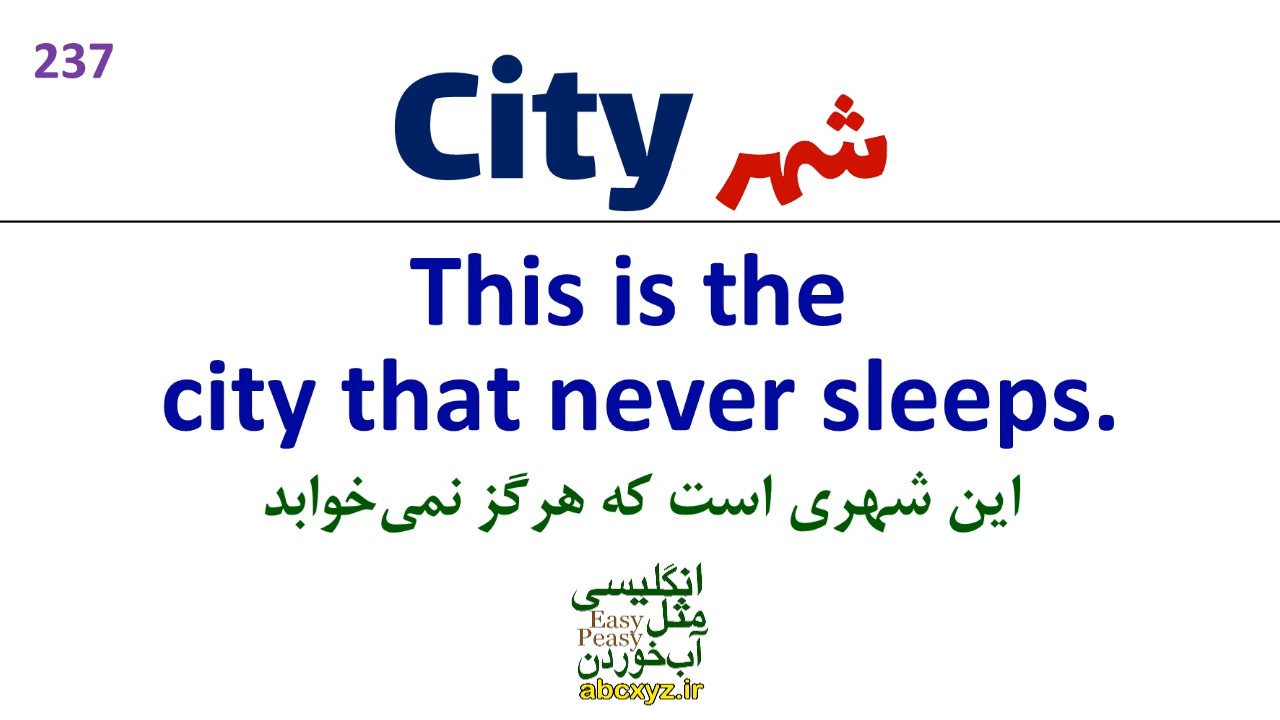 237
City شهر
This is the
city that never sleeps.
این شهری است که هرگز نمی‌خوابد
انگلیسی
مثل
Easy
Peasy
آب‌خوردن
abcxyz.ir